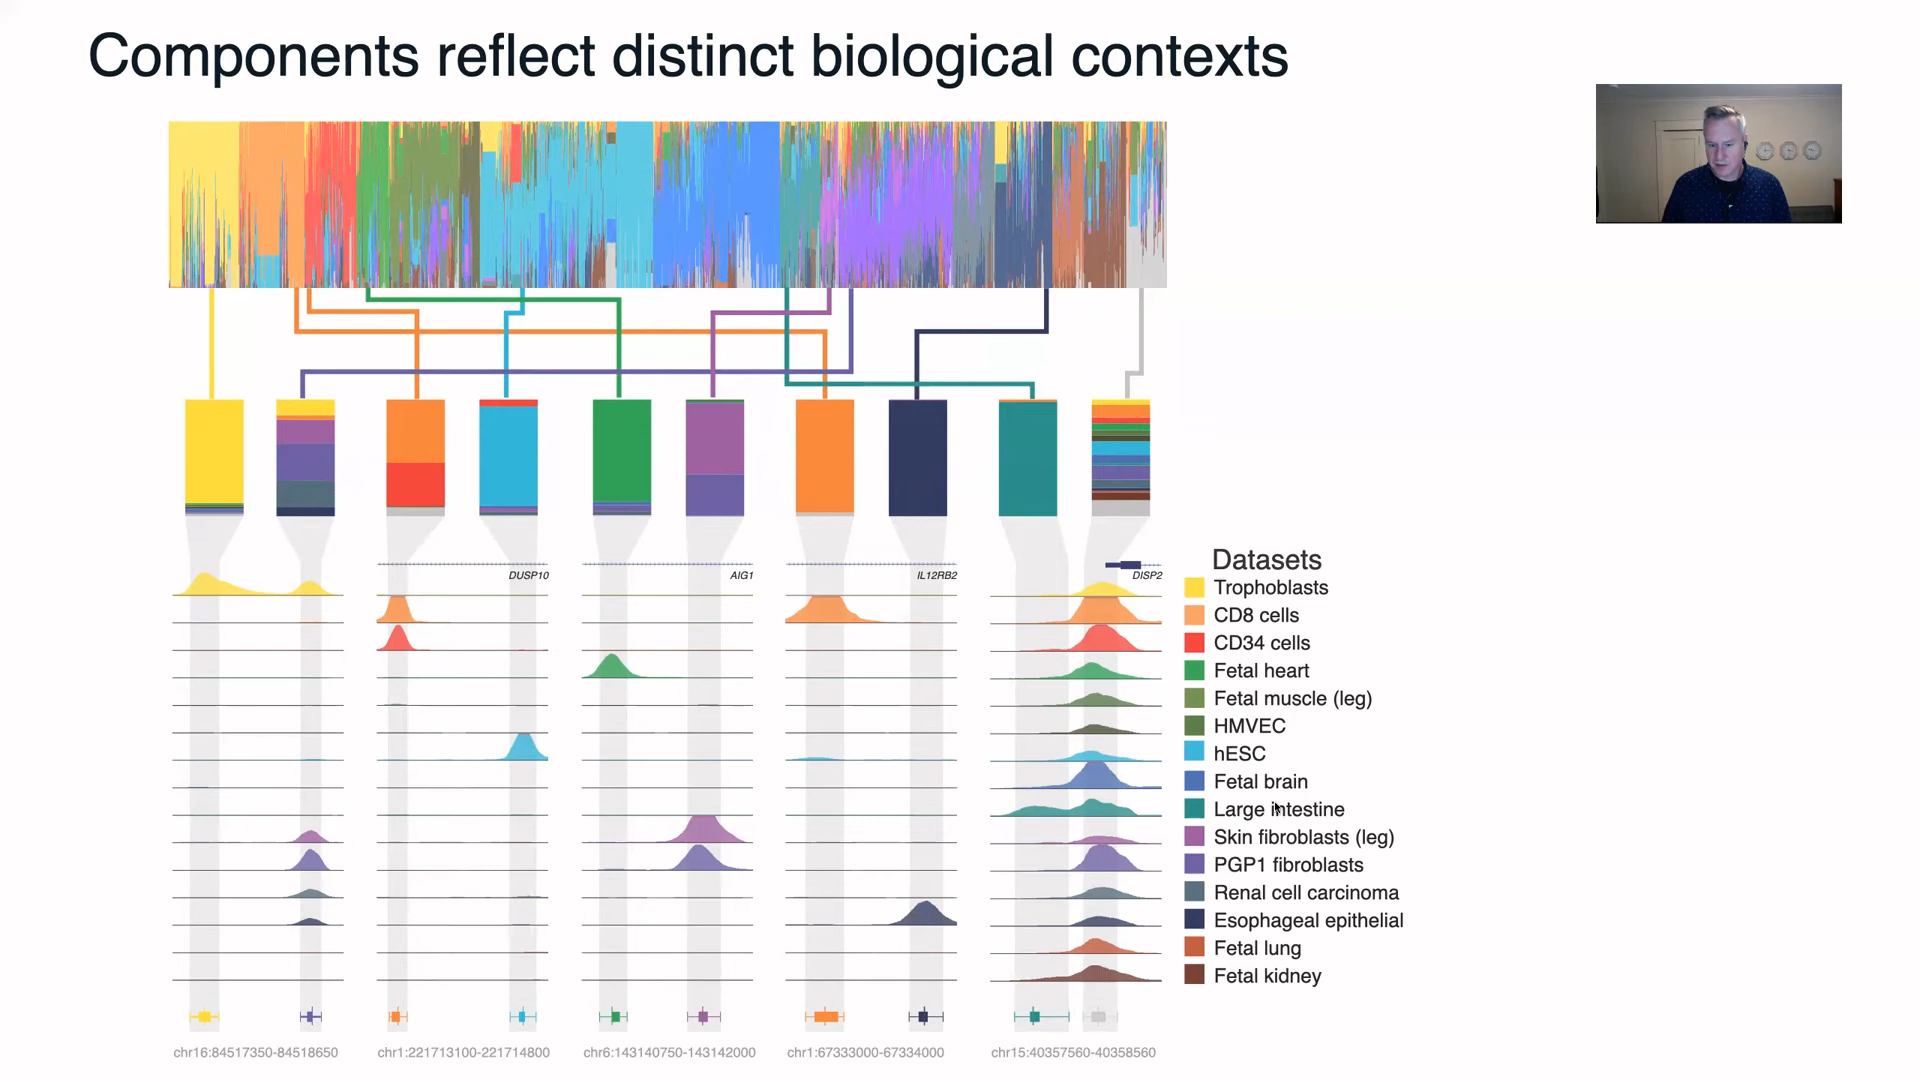 Components reflect distinct biological contexts
DUSP10
AIG1
IL12RB2
DISP2
Datasets
Trophoblasts
CD8 cells
CD34 cells
Fetal heart
Fetal muscle (leg)
HMVEC
hESC
Fetal brain
Large intestine
Skin fibroblasts (leg)
PGP1 fibroblasts
Renal cell carcinoma
Esophageal epithelial
Fetal lung
Fetal kidney
chr16:84517350-84518650
chr1:221713100-221714800
chr6:143140750-143142000
chr1:67333000-67334000
chr15:40357560-40358560